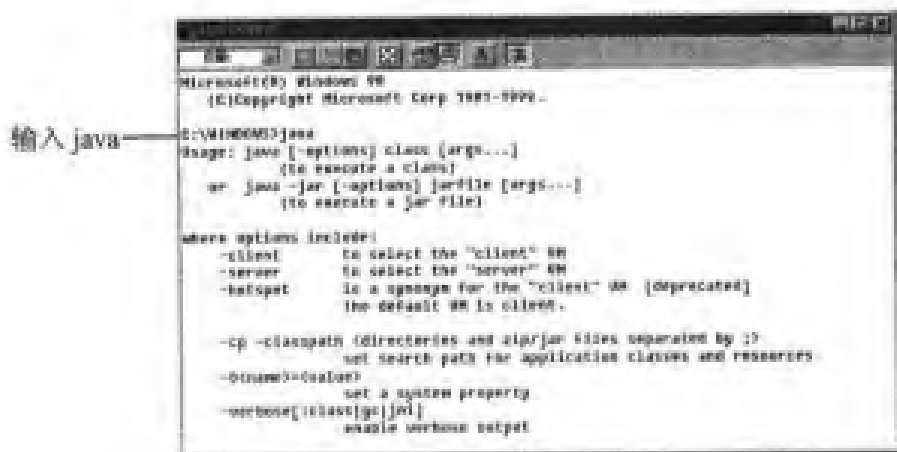 输入 java
Microsoft(R) Windows 98
(C)Copyright Microsoft Corp 1981-1999.
C:\WINDOWS>java
Usage: java [-options] class [args...]
(to execute a class)
or java -jar [-options] jarfile [args...]
(to execute a jar file)
where options include:
-client to select the "client" VM
-server to select the "server" VM
-hotspot is a synonym for the "client" VM [deprecated]
the default VM is client.
-cp -classpath <directories and zip/jar files separated by ;>
set search path for application classes and resources
-D<name>=<value>
set a system property
-verbose[:class|gc|jni]
enable verbose output